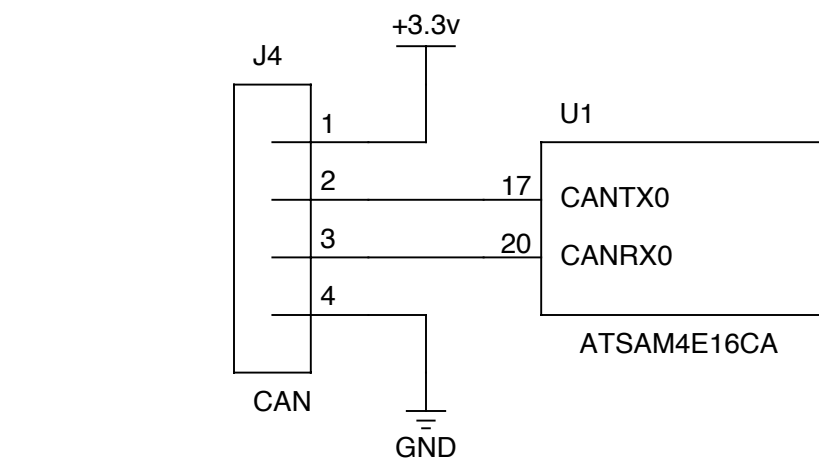 +3.3v
J4
U1
1
2
17
CANTX0
3
20
CANRX0
4
ATSAM4E16CA
CAN
GND